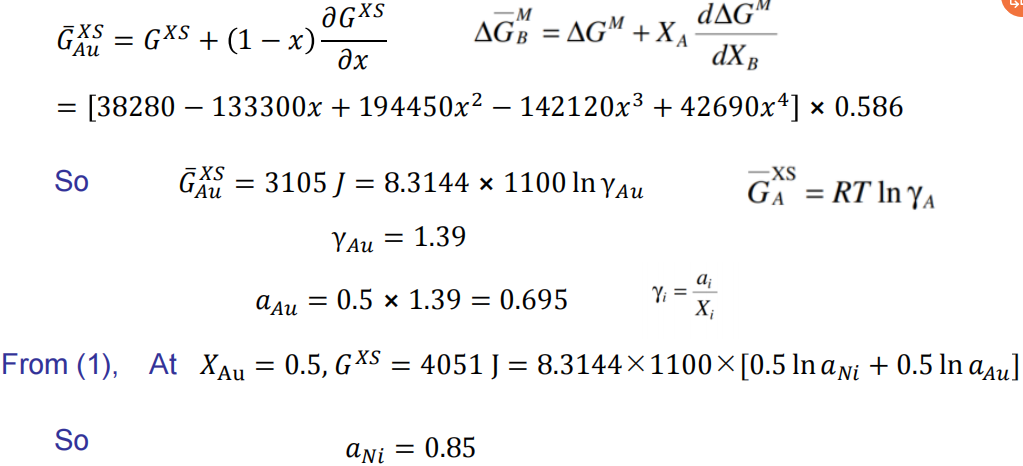 Ḡ_Au^XS = G^XS + (1 − x) ∂G^XS/∂x    ΔḠ_B^M = ΔG^M + X_A dΔG^M/dX_B
= [38280 − 133300x + 194450x² − 142120x³ + 42690x⁴] × 0.586
So    Ḡ_Au^XS = 3105 J = 8.3144 × 1100 ln γ_Au    Ḡ_A^XS = RT ln γ_A
γ_Au = 1.39
a_Au = 0.5 × 1.39 = 0.695    γ_i = a_i/X_i
From (1), At X_Au = 0.5, G^XS = 4051 J = 8.3144×1100×[0.5 ln a_Ni + 0.5 ln a_Au]
So    a_Ni = 0.85